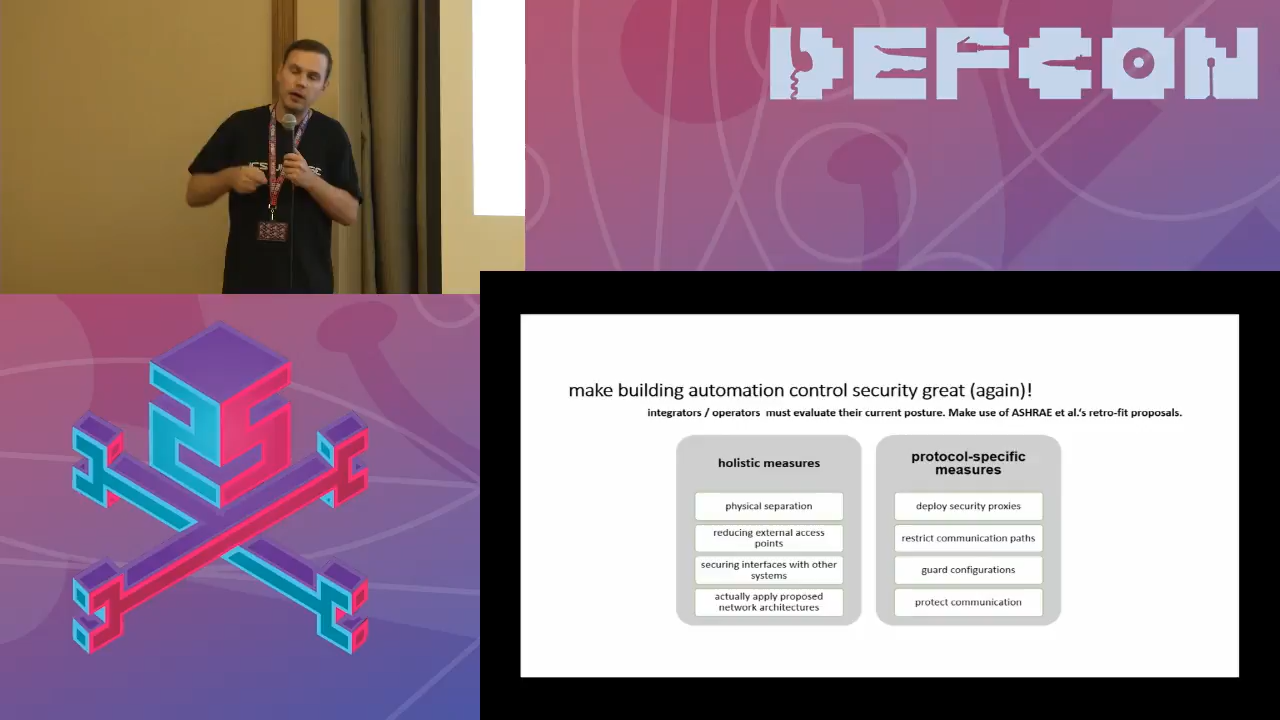 DEFCON
make building automation control security great (again)!
integrators / operators must evaluate their current posture. Make use of ASHRAE et al.'s retro-fit proposals.
holistic measures
physical separation
reducing external access
points
securing interfaces with other
systems
actually apply proposed
network architectures
protocol-specific
measures
deploy security proxies
restrict communication paths
guard configurations
protect communication